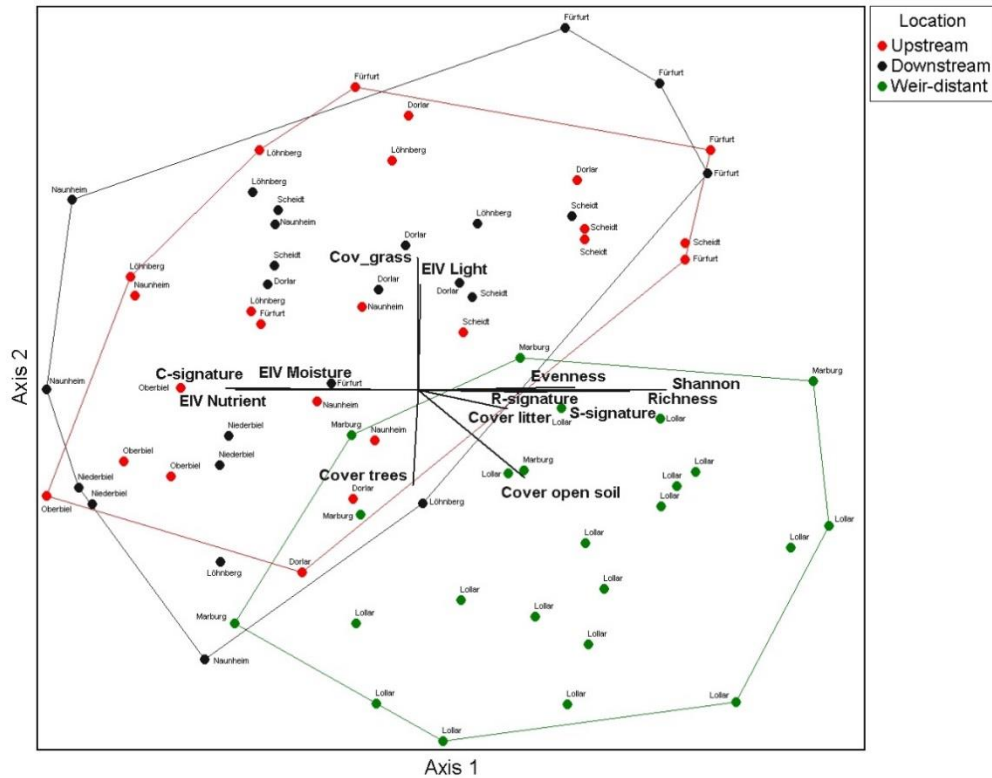 Location
Upstream
Downstream
Weir-distant
Fürfurt
Fürfurt
Fürfurt
Dorlar
Löhnberg
Löhnberg
Fürfurt
Fürfurt
Dorlar
Naunheim
Löhnberg
Scheidt
Naunheim
Löhnberg
Scheidt
Scheidt
Scheidt
Dorlar
Scheidt
Fürfurt
Cov_grass
EIV Light
Scheidt
Löhnberg
Naunheim
Dorlar
Dorlar
Dorlar
Scheidt
Löhnberg
Fürfurt
Naunheim
Scheidt
Marburg
Marburg
C-signature
EIV Moisture
Evenness
Shannon
Naunheim
Oberbiel
Fürfurt
EIV Nutrient
R-signature
Richness
Naunheim
Cover litter
S-signature
Lollar
Lollar
Niederbiel
Marburg
Naunheim
Oberbiel
Oberbiel
Niederbiel
Lollar
Marburg
Lollar
Cover trees
Cover open soil
Lollar
Niederbiel
Niederbiel
Oberbiel
Dorlar
Löhnberg
Lollar
Marburg
Lollar
Lollar
Lollar
Löhnberg
Dorlar
Lollar
Lollar
Marburg
Lollar
Lollar
Lollar
Naunheim
Lollar
Lollar
Lollar
Lollar
Axis 2
Axis 1